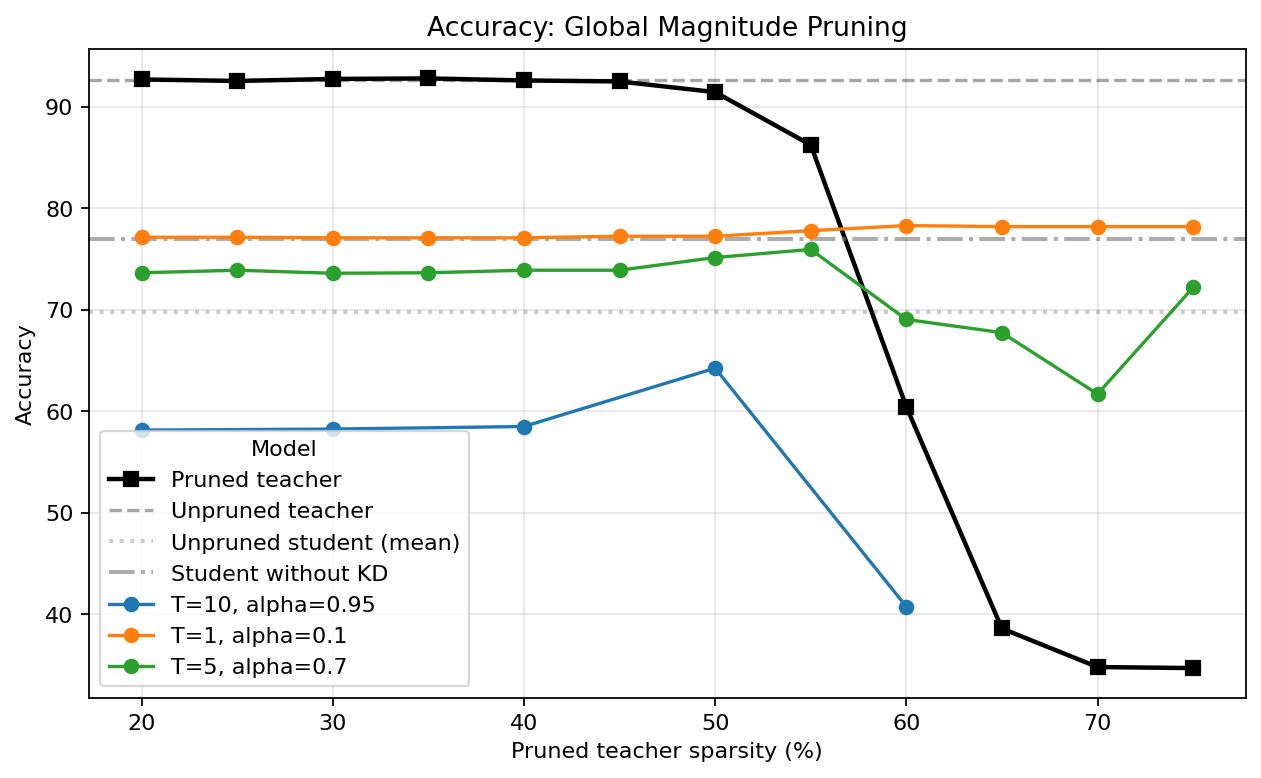 Accuracy: Global Magnitude Pruning
Accuracy
90
80
70
60
50
40
Model
Pruned teacher
Unpruned teacher
Unpruned student (mean)
Student without KD
T=10, alpha=0.95
T=1, alpha=0.1
T=5, alpha=0.7
20
30
40
50
60
70
Pruned teacher sparsity (%)